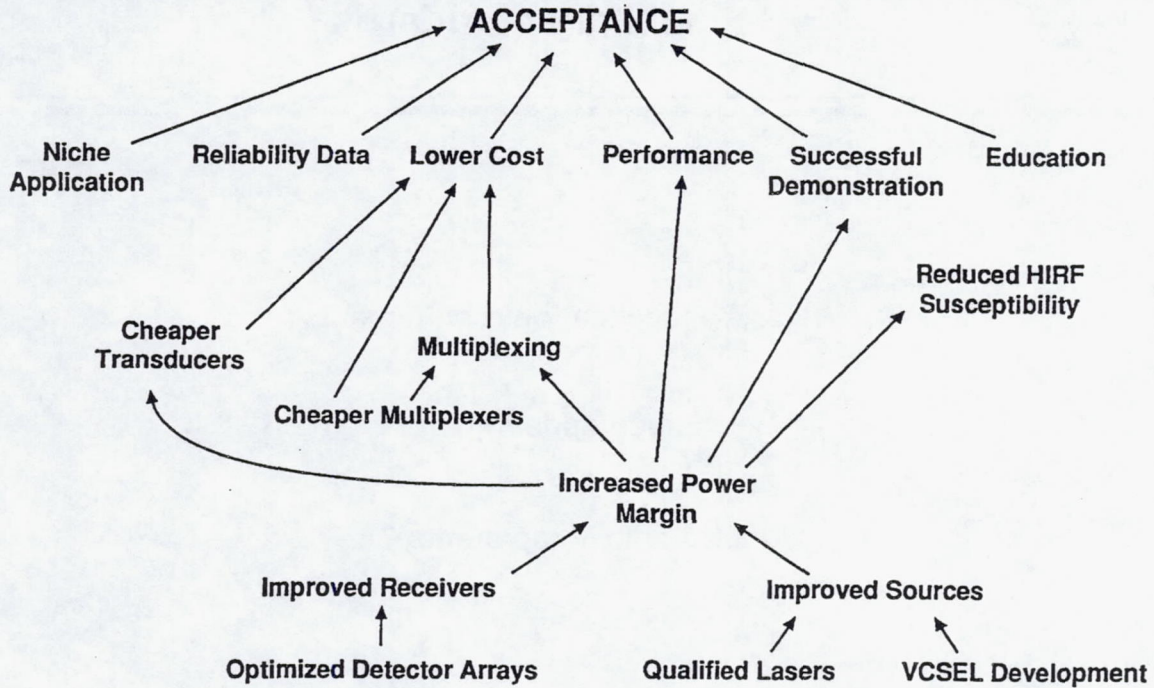 ACCEPTANCE
Niche
Application
Reliability Data
Lower Cost
Performance
Successful
Demonstration
Education
Reduced HIRF
Susceptibility
Cheaper
Transducers
Multiplexing
Cheaper Multiplexers
Increased Power
Margin
Improved Receivers
Improved Sources
Optimized Detector Arrays
Qualified Lasers
VCSEL Development